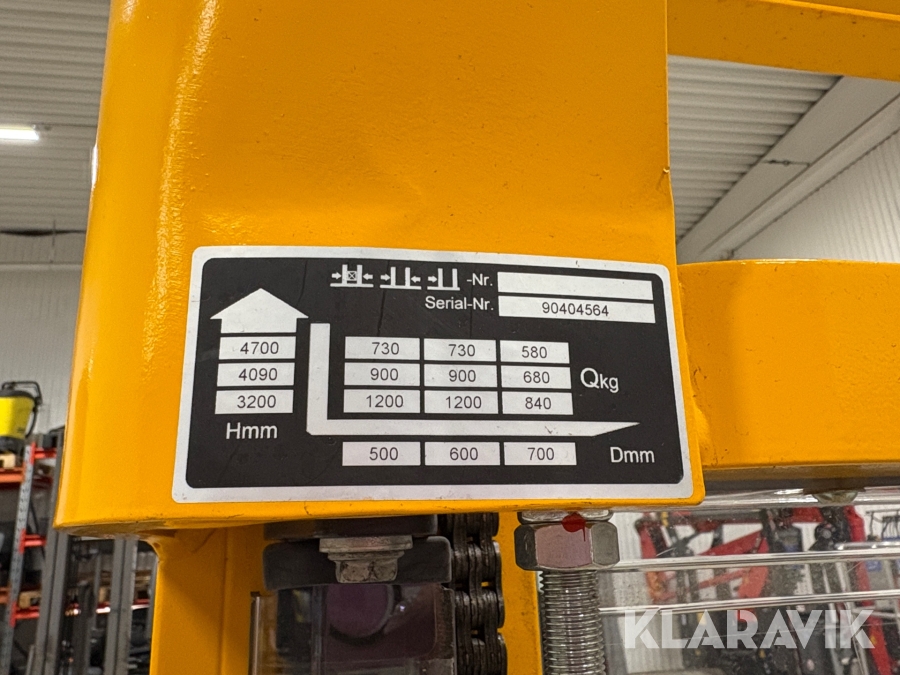 -Nr.
Serial-Nr. 90404564
4700 730 730 580
4090 900 900 680 Qkg
3200 1200 1200 840
Hmm
500 600 700 Dmm
KLARAVIK